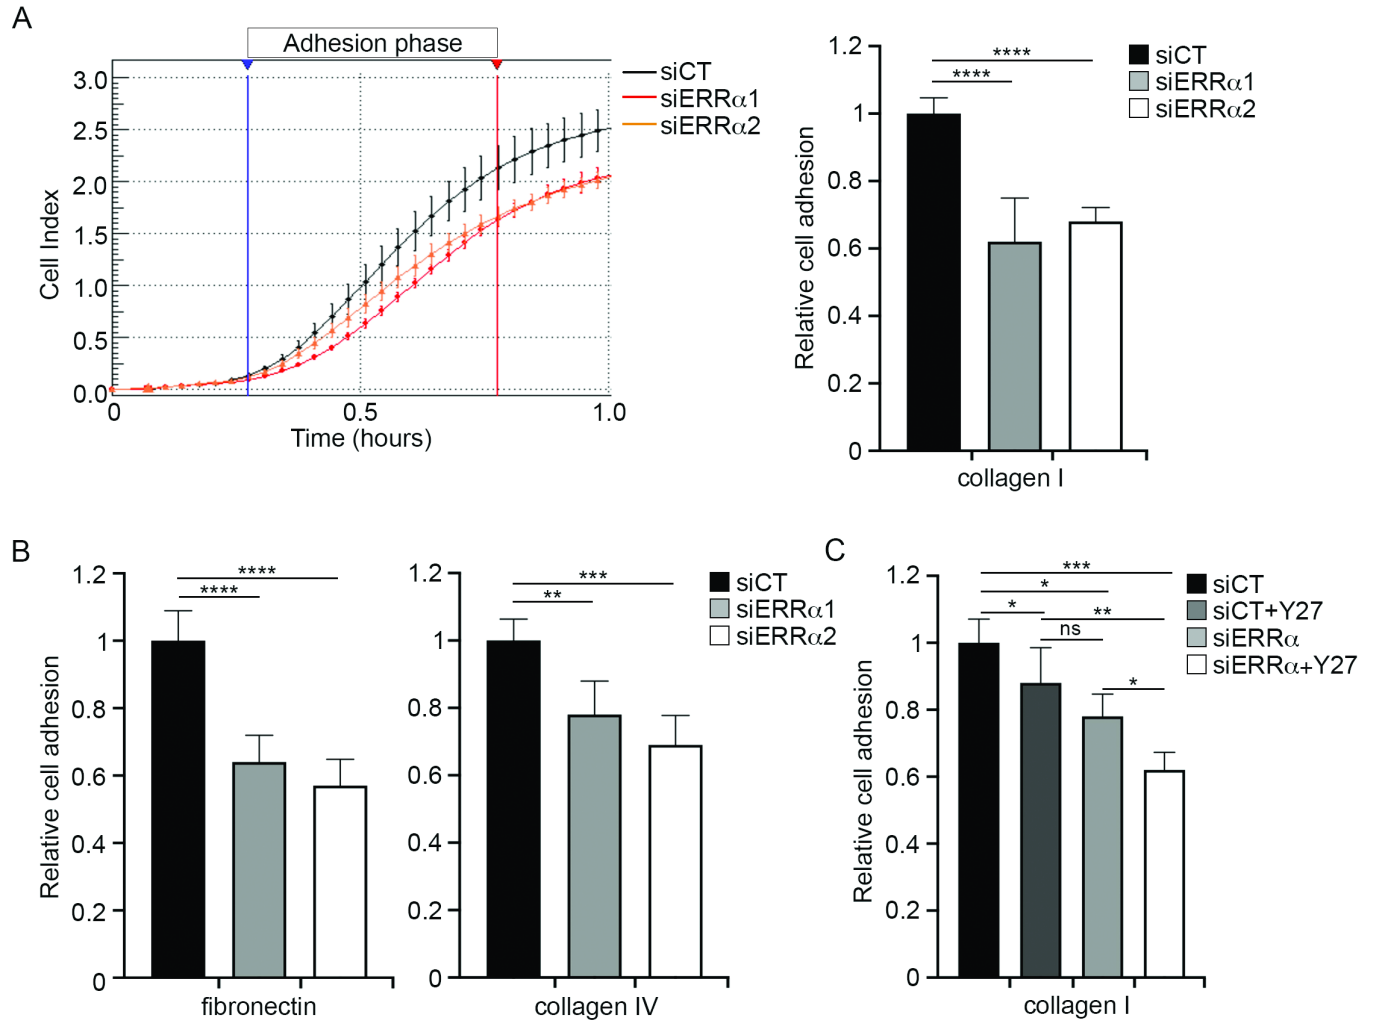 A
Adhesion phase
siCT
siERRα1
siERRα2
3.0
2.5
2.0
1.5
1.0
0.5
0.0
Cell Index
0
0.5
1.0
Time (hours)
1.2
1
0.8
0.6
0.4
0.2
0
Relative cell adhesion
****
****
siCT
siERRα1
siERRα2
collagen I
B
1.2
1
0.8
0.6
0.4
0.2
0
Relative cell adhesion
****
****
fibronectin
1.2
1
0.8
0.6
0.4
0.2
0
***
**
siCT
siERRα1
siERRα2
collagen IV
C
1.2
1
0.8
0.6
0.4
0.2
0
Relative cell adhesion
***
*
*
**
ns
*
siCT
siCT+Y27
siERRα
siERRα+Y27
collagen I